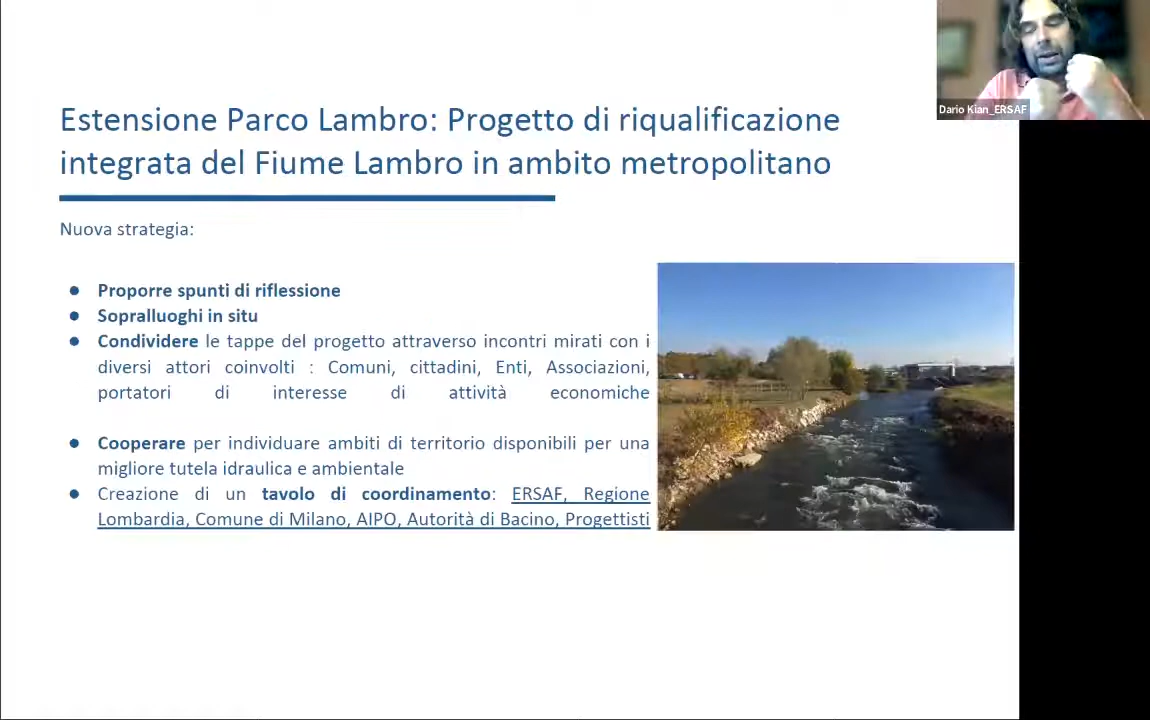 Dario Kian_ERSAF
Estensione Parco Lambro: Progetto di riqualificazione
integrata del Fiume Lambro in ambito metropolitano
Nuova strategia:
● Proporre spunti di riflessione
● Sopralluoghi in situ
● Condividere le tappe del progetto attraverso incontri mirati con i
diversi attori coinvolti : Comuni, cittadini, Enti, Associazioni,
portatori di interesse di attività economiche
● Cooperare per individuare ambiti di territorio disponibili per una
migliore tutela idraulica e ambientale
● Creazione di un tavolo di coordinamento: ERSAF, Regione
Lombardia, Comune di Milano, AIPO, Autorità di Bacino, Progettisti